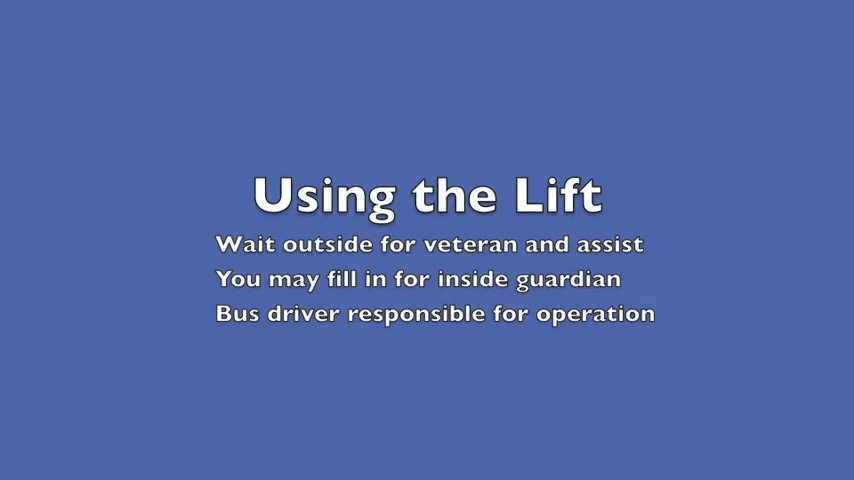 Using the Lift
Wait outside for veteran and assist
You may fill in for inside guardian
Bus driver responsible for operation